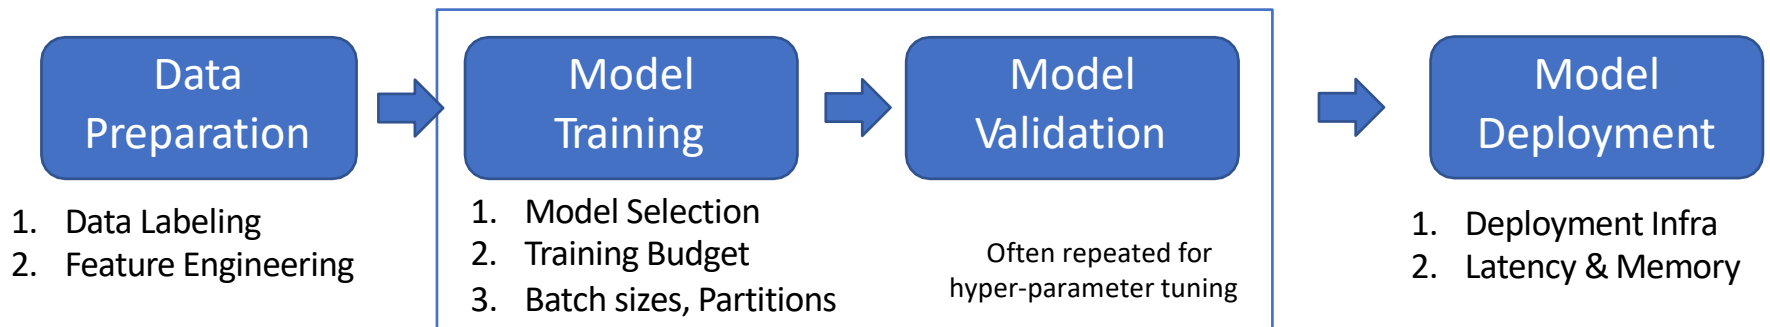 Data
Preparation
1. Data Labeling
2. Feature Engineering
Model
Training
1. Model Selection
2. Training Budget
3. Batch sizes, Partitions
Model
Validation
Often repeated for
hyper-parameter tuning
Model
Deployment
1. Deployment Infra
2. Latency & Memory